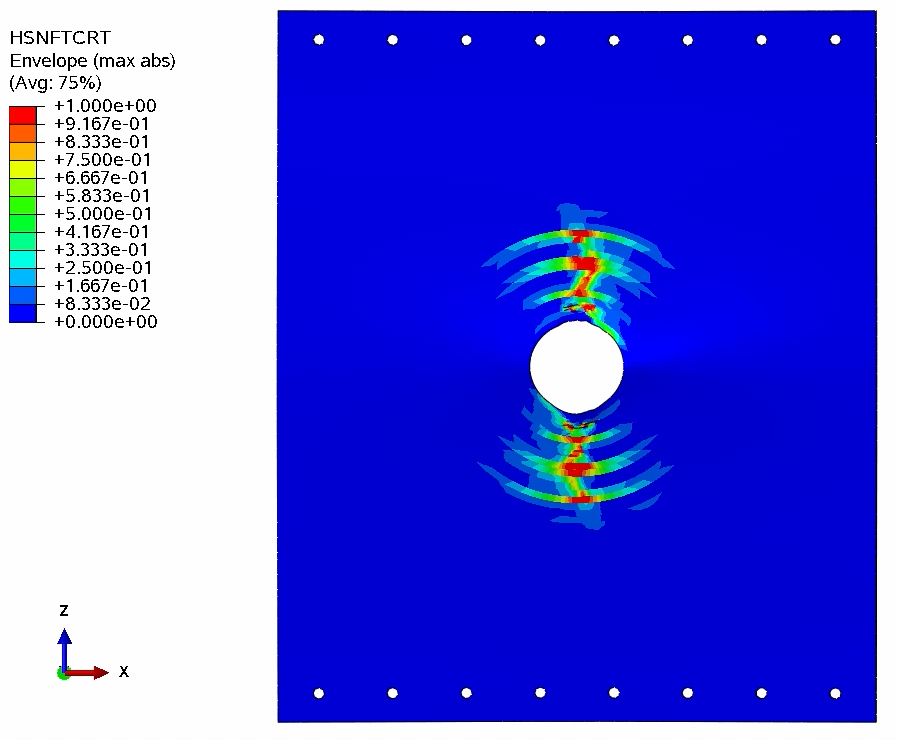 HSNFTCRT
Envelope (max abs)
(Avg: 75%)
+1.000e+00
+9.167e-01
+8.333e-01
+7.500e-01
+6.667e-01
+5.833e-01
+5.000e-01
+4.167e-01
+3.333e-01
+2.500e-01
+1.667e-01
+8.333e-02
+0.000e+00
Z
X